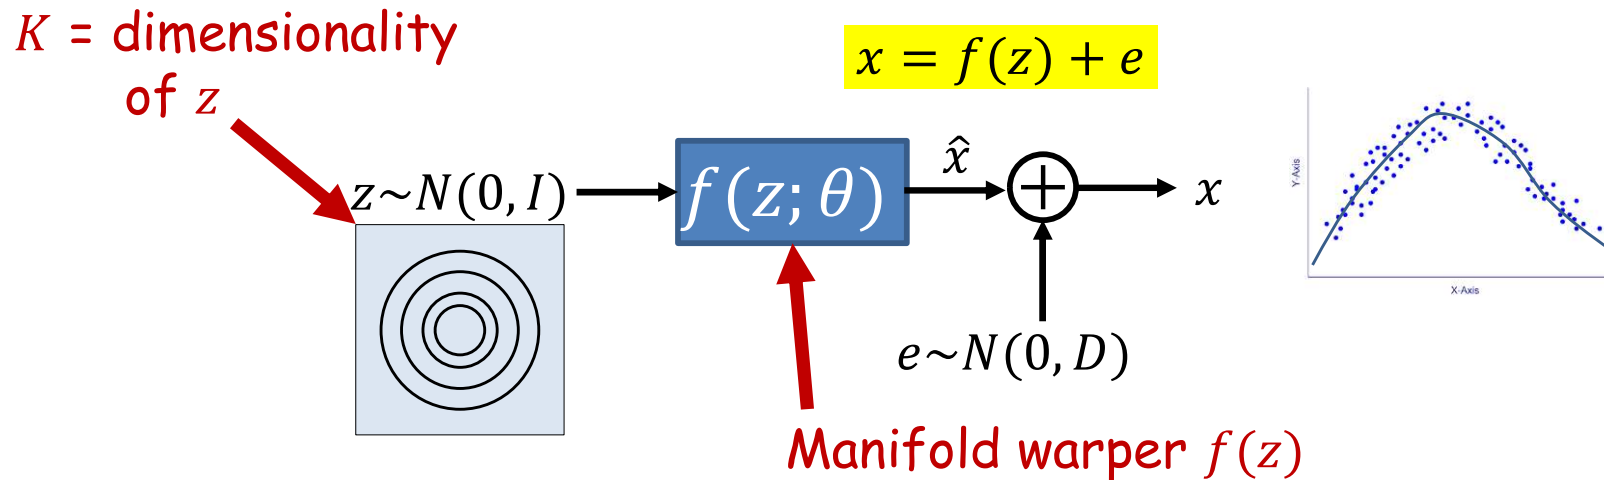 K = dimensionality
of z
x = f(z) + e
z~N(0, I)
f(z; θ)
x̂
x
e~N(0, D)
Manifold warper f(z)
Y-Axis
X-Axis